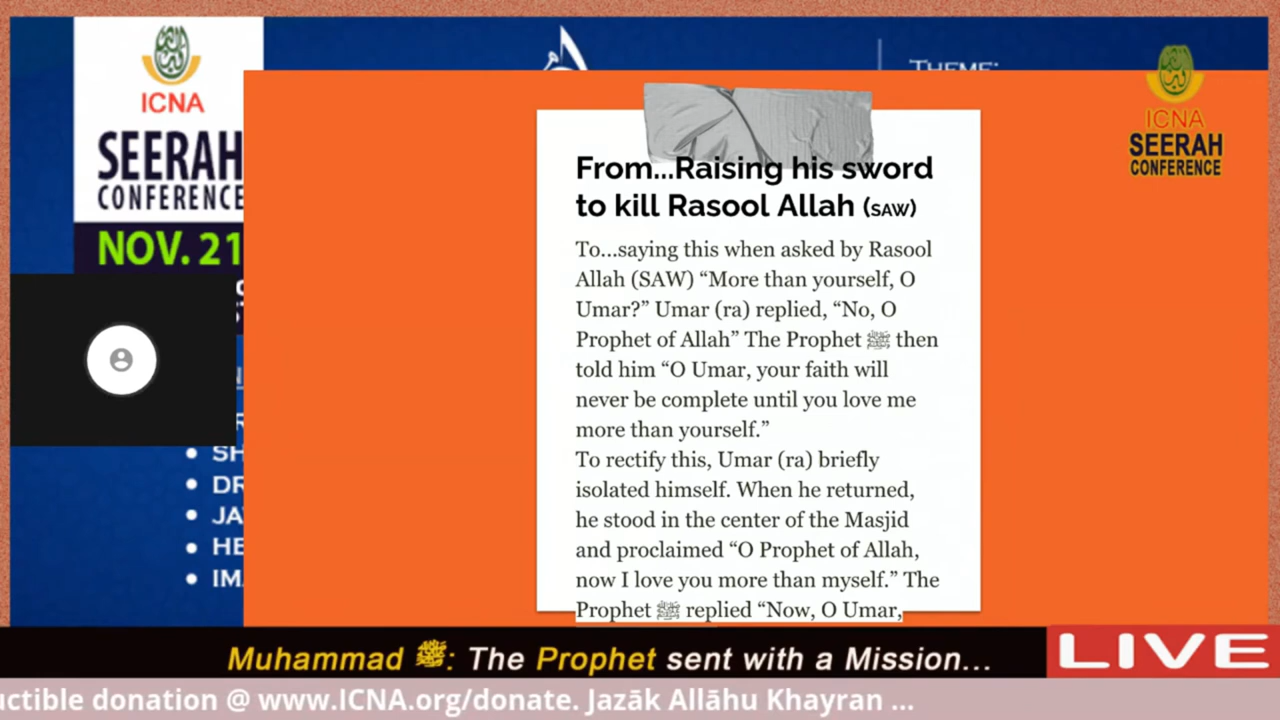 ICNA
SEERAH
CONFERENCE
NOV. 21
THEME:
ICNA
SEERAH
CONFERENCE
From...Raising his sword
to kill Rasool Allah (SAW)
To...saying this when asked by Rasool
Allah (SAW) “More than yourself, O
Umar?” Umar (ra) replied, “No, O
Prophet of Allah” The Prophet ﷺ then
told him “O Umar, your faith will
never be complete until you love me
more than yourself.”
To rectify this, Umar (ra) briefly
isolated himself. When he returned,
he stood in the center of the Masjid
and proclaimed “O Prophet of Allah,
now I love you more than myself.” The
Prophet ﷺ replied “Now, O Umar,
• SH
• DR
• JA
• HE
• IM
Muhammad ﷺ: The Prophet sent with a Mission...
LIVE
uctible donation @ www.ICNA.org/donate. Jazāk Allāhu Khayran ...